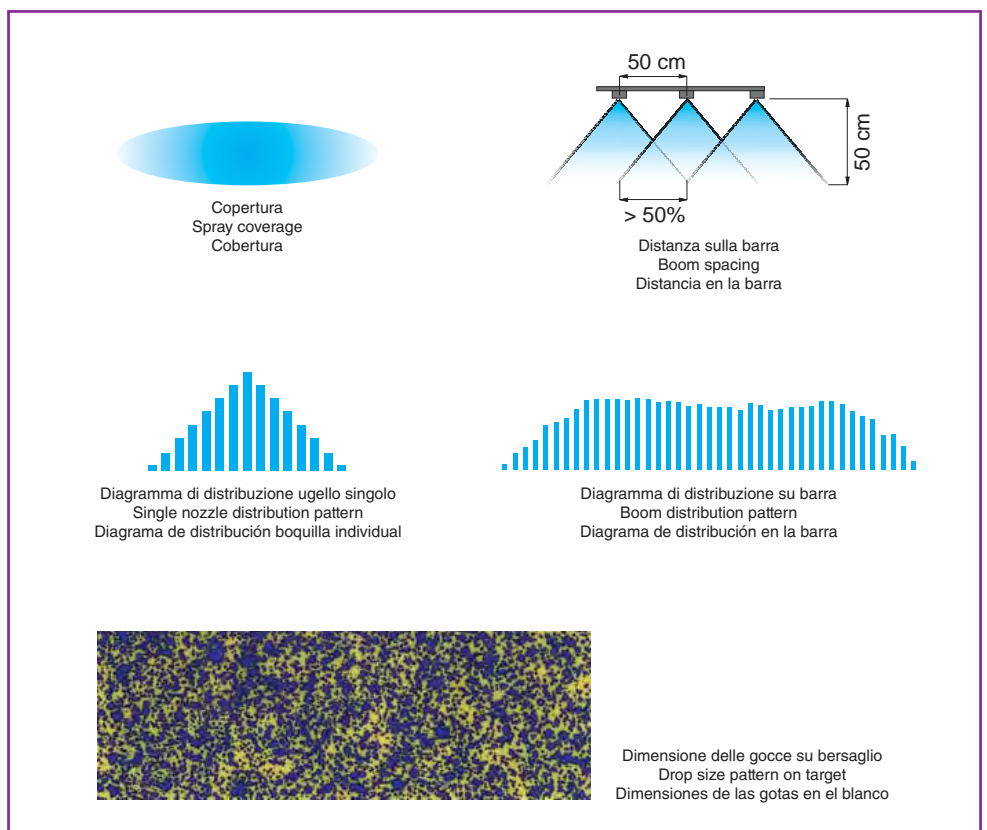 Copertura
Spray coverage
Cobertura
50 cm
50 cm
> 50%
Distanza sulla barra
Boom spacing
Distancia en la barra
Diagramma di distribuzione ugello singolo
Single nozzle distribution pattern
Diagrama de distribución boquilla individual
Diagramma di distribuzione su barra
Boom distribution pattern
Diagrama de distribución en la barra
Dimensione delle gocce su bersaglio
Drop size pattern on target
Dimensiones de las gotas en el blanco